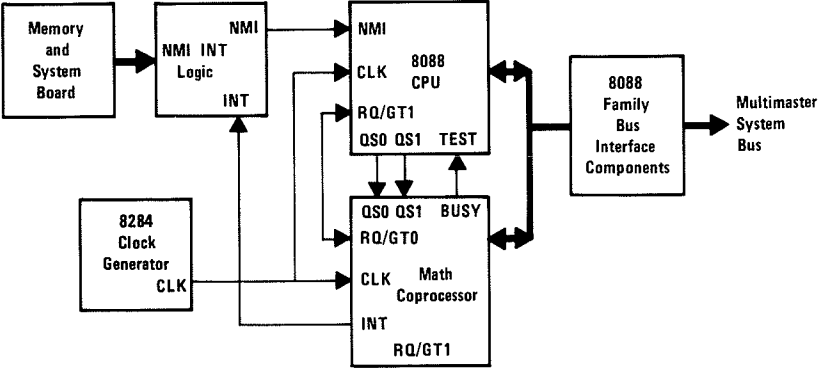 Memory
and
System
Board
NMI
NMI INT
Logic
INT
NMI
8088
CPU
CLK
RQ/GT1
QS0 QS1 TEST
QS0 QS1 BUSY
RQ/GT0
CLK
Math
Coprocessor
INT
RQ/GT1
8284
Clock
Generator
CLK
8088
Family
Bus
Interface
Components
Multimaster
System
Bus